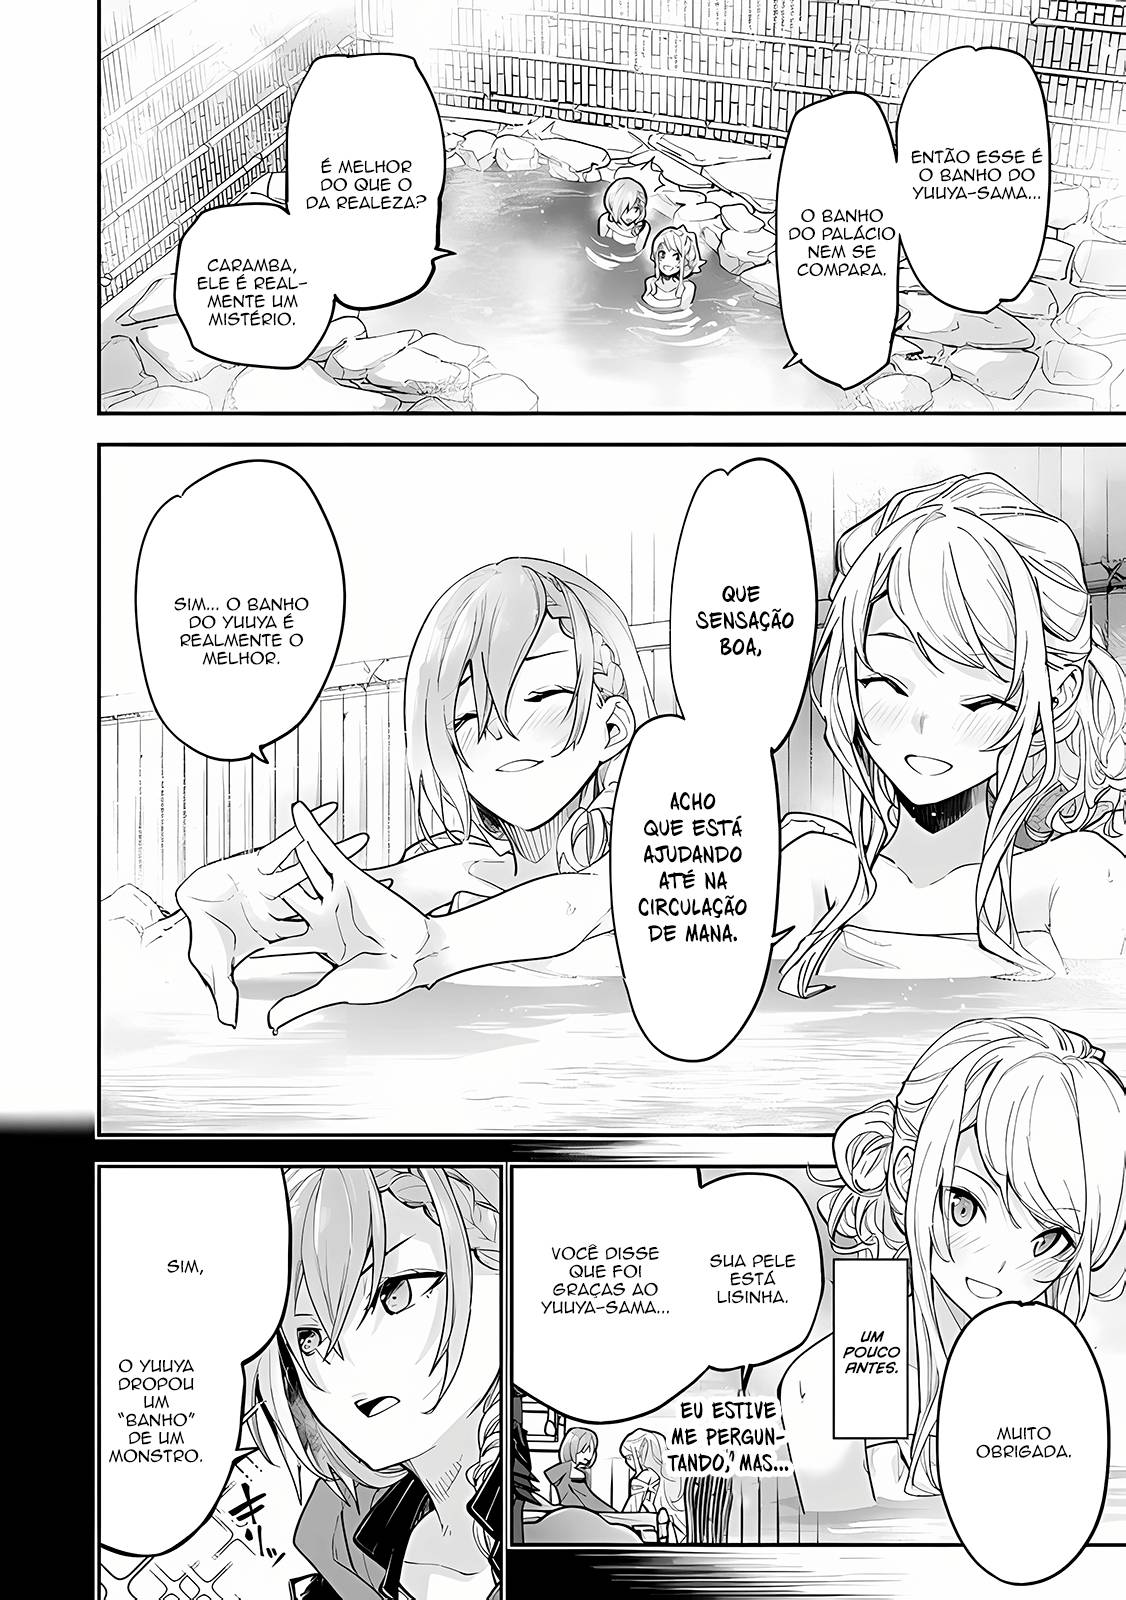 ENTÃO ESSE É
O BANHO DO
YUUYA-SAMA...
O BANHO
DO PALÁCIO
NEM SE
COMPARA.
É MELHOR
DO QUE O
DA REALEZA?
CARAMBA,
ELE É REAL-
MENTE UM
MISTÉRIO.
QUE
SENSAÇÃO
BOA,
ACHO
QUE ESTÁ
AJUDANDO
ATÉ NA
CIRCULAÇÃO
DE MANA.
SIM... O BANHO
DO YUUYA É
REALMENTE O
MELHOR.
MUITO
OBRIGADA.
UM
POUCO
ANTES.
SUA PELE
ESTÁ
LISINHA.
VOCÊ DISSE
QUE FOI
GRAÇAS AO
YUUYA-SAMA...
EU ESTIVE
ME PERGUN-
TANDO, MAS...
SIM,
O YUUYA
DROPOU
UM
“BANHO”
DE UM
MONSTRO.